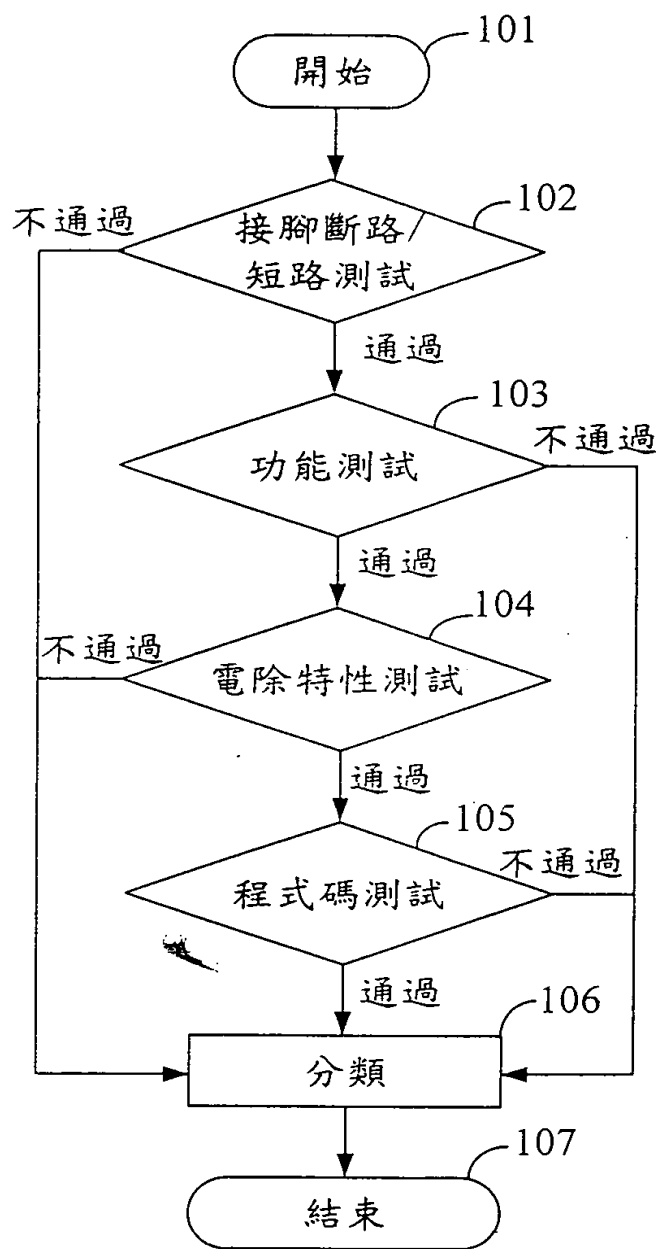 101
開始
不通過
102
接腳斷路/
短路測試
通過
103
不通過
功能測試
通過
104
不通過
電除特性測試
通過
105
不通過
程式碼測試
通過
106
分類
107
結束